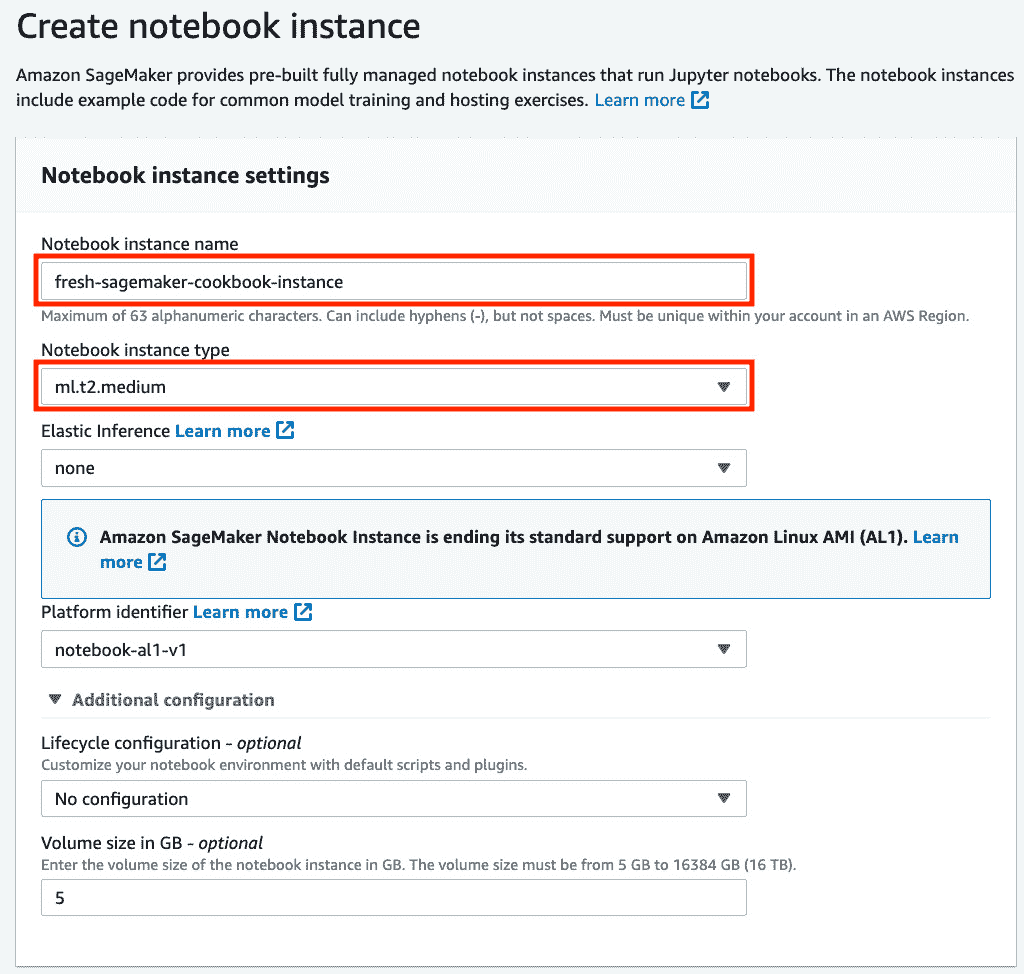 Create notebook instance
Amazon SageMaker provides pre-built fully managed notebook instances that run Jupyter notebooks. The notebook instances
include example code for common model training and hosting exercises. Learn more
Notebook instance settings
Notebook instance name
fresh-sagemaker-cookbook-instance
Maximum of 63 alphanumeric characters. Can include hyphens (-), but not spaces. Must be unique within your account in an AWS Region.
Notebook instance type
ml.t2.medium
Elastic Inference Learn more
none
Amazon SageMaker Notebook Instance is ending its standard support on Amazon Linux AMI (AL1). Learn
more
Platform identifier Learn more
notebook-al1-v1
Additional configuration
Lifecycle configuration - optional
Customize your notebook environment with default scripts and plugins.
No configuration
Volume size in GB - optional
Enter the volume size of the notebook instance in GB. The volume size must be from 5 GB to 16384 GB (16 TB).
5